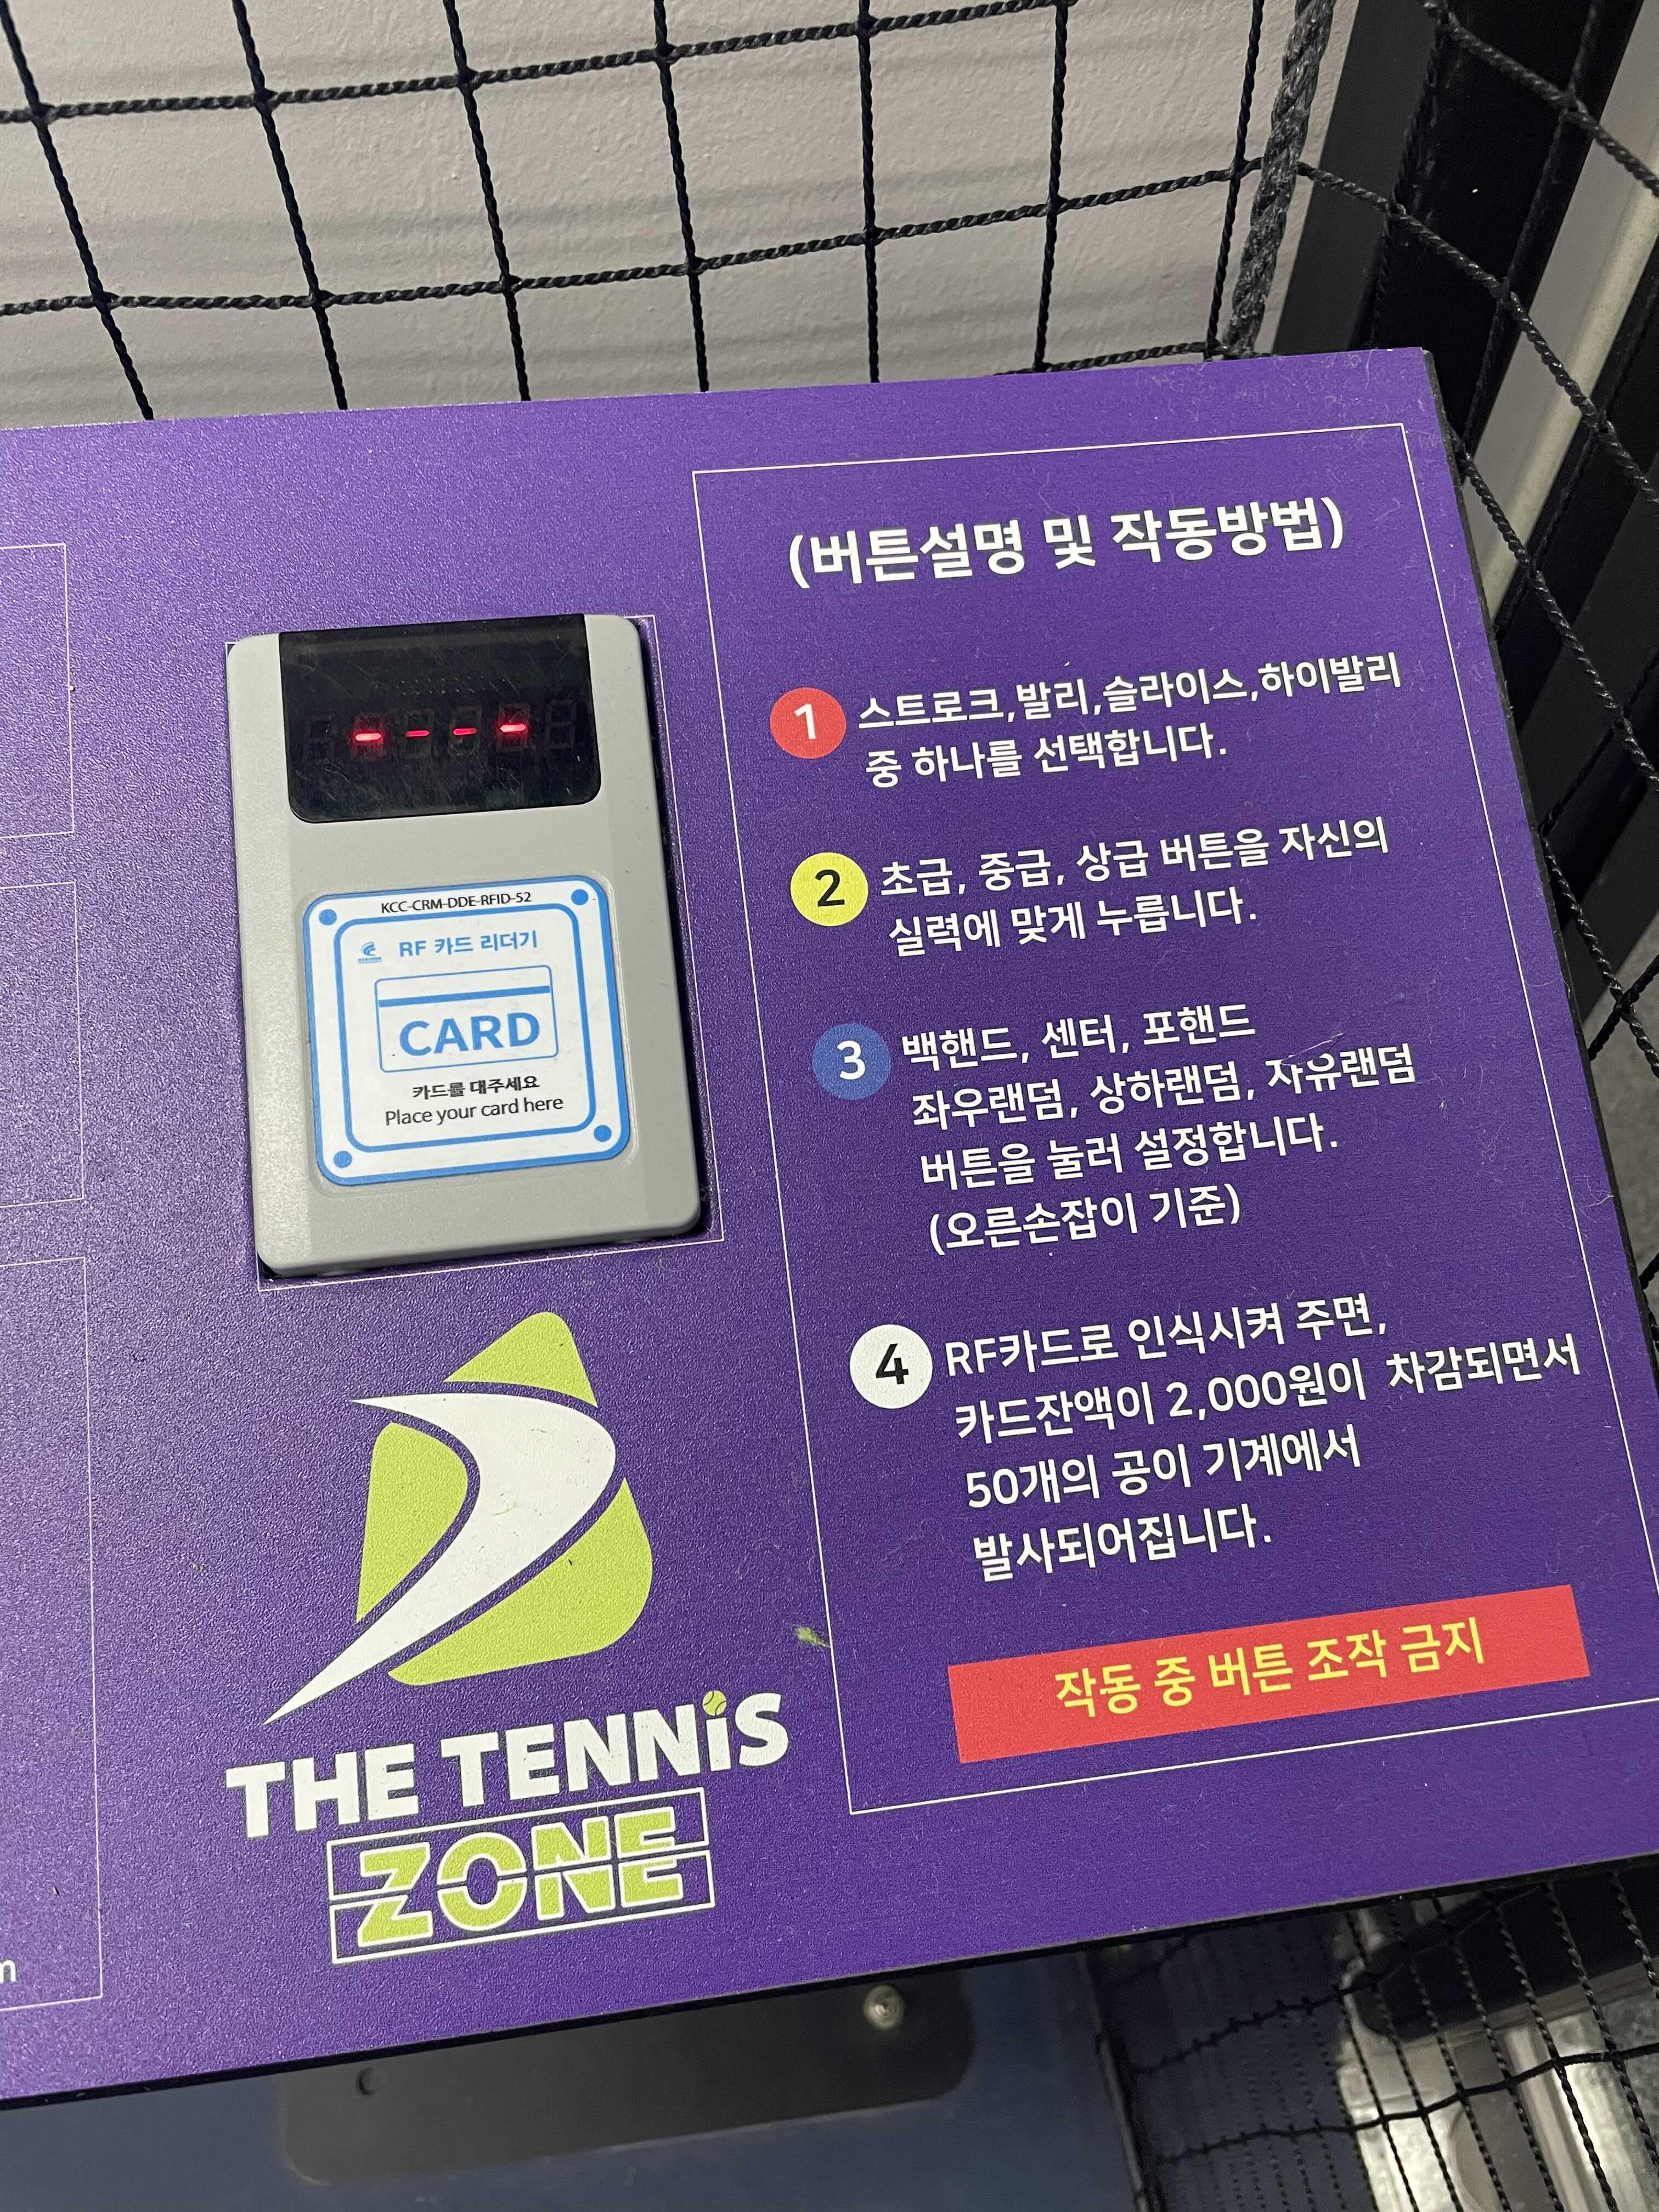 (버튼설명 및 작동방법)
1 스트로크,발리,슬라이스,하이발리
중 하나를 선택합니다.
2 초급, 중급, 상급 버튼을 자신의
실력에 맞게 누릅니다.
3 백핸드, 센터, 포핸드
좌우랜덤, 상하랜덤, 자유랜덤
버튼을 눌러 설정합니다.
(오른손잡이 기준)
4 RF카드로 인식시켜 주면,
카드잔액이 2,000원이 차감되면서
50개의 공이 기계에서
발사되어집니다.
작동 중 버튼 조작 금지
----
KCC-CRM-DDE-RFID-52
RF 카드 리더기
CARD
카드를 대주세요
Place your card here
THE TENNiS
ZONE